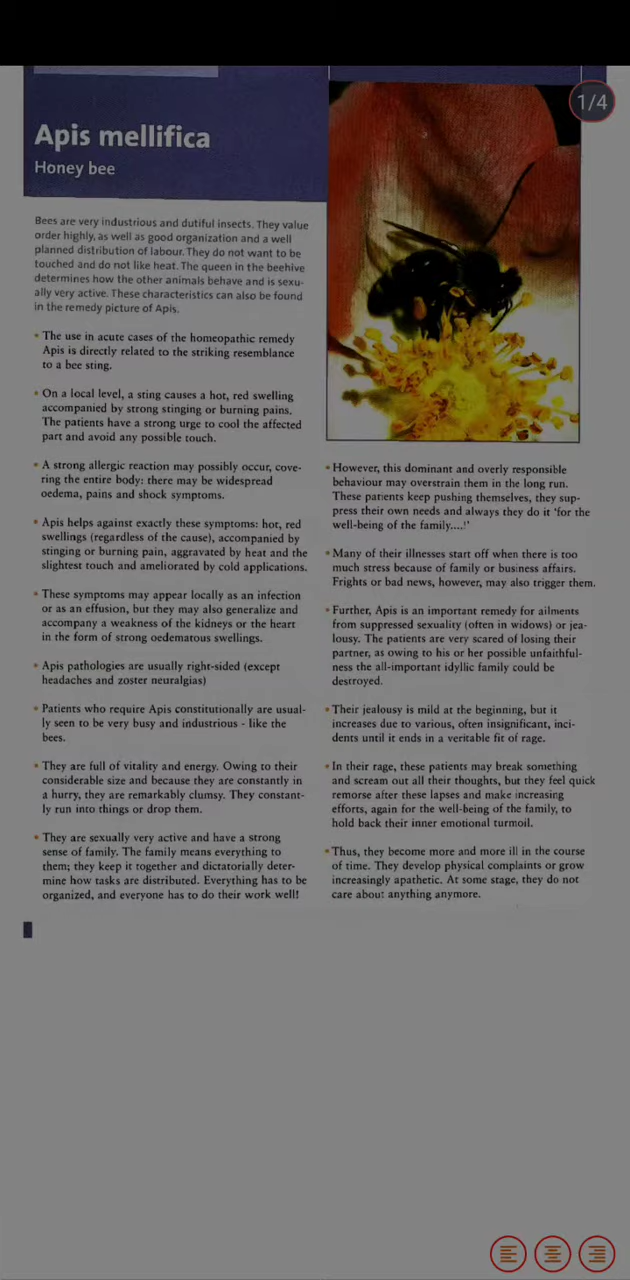 1/4
Apis mellifica
Honey bee
Bees are very industrious and dutiful insects. They value
order highly, as well as good organization and a well
planned distribution of labour. They do not want to be
touched and do not like heat. The queen in the beehive
determines how the other animals behave and is sexu-
ally very active. These characteristics can also be found
in the remedy picture of Apis.
• The use in acute cases of the homeopathic remedy
Apis is directly related to the striking resemblance
to a bee sting.
• On a local level, a sting causes a hot, red swelling
accompanied by strong stinging or burning pains.
The patients have a strong urge to cool the affected
part and avoid any possible touch.
• A strong allergic reaction may possibly occur, cove-
ring the entire body: there may be widespread
oedema, pains and shock symptoms.
• Apis helps against exactly these symptoms: hot, red
swellings (regardless of the cause), accompanied by
stinging or burning pain, aggravated by heat and the
slightest touch and ameliorated by cold applications.
• These symptoms may appear locally as an infection
or as an effusion, but they may also generalize and
accompany a weakness of the kidneys or the heart
in the form of strong oedematous swellings.
• Apis pathologies are usually right-sided (except
headaches and zoster neuralgias)
• Patients who require Apis constitutionally are usual-
ly seen to be very busy and industrious - like the
bees.
• They are full of vitality and energy. Owing to their
considerable size and because they are constantly in
a hurry, they are remarkably clumsy. They constant-
ly run into things or drop them.
• They are sexually very active and have a strong
sense of family. The family means everything to
them; they keep it together and dictatorially deter-
mine how tasks are distributed. Everything has to be
organized, and everyone has to do their work well!
• However, this dominant and overly responsible
behaviour may overstrain them in the long run.
These patients keep pushing themselves, they sup-
press their own needs and always they do it 'for the
well-being of the family....!'
• Many of their illnesses start off when there is too
much stress because of family or business affairs.
Frights or bad news, however, may also trigger them.
• Further, Apis is an important remedy for ailments
from suppressed sexuality (often in widows) or jea-
lousy. The patients are very scared of losing their
partner, as owing to his or her possible unfaithful-
ness the all-important idyllic family could be
destroyed.
• Their jealousy is mild at the beginning, but it
increases due to various, often insignificant, inci-
dents until it ends in a veritable fit of rage.
• In their rage, these patients may break something
and scream out all their thoughts, but they feel quick
remorse after these lapses and make increasing
efforts, again for the well-being of the family, to
hold back their inner emotional turmoil.
• Thus, they become more and more ill in the course
of time. They develop physical complaints or grow
increasingly apathetic. At some stage, they do not
care about anything anymore.